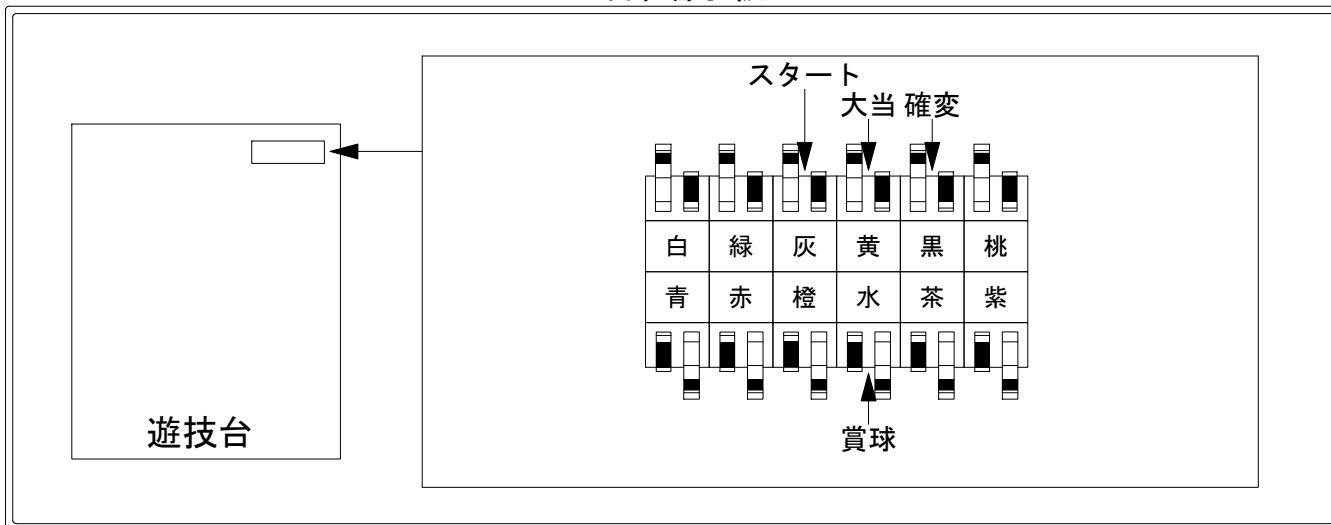 スタート
大当 確変
白 緑 灰 黄 黒 桃
青 赤 橙 水 茶 紫
賞球
遊技台